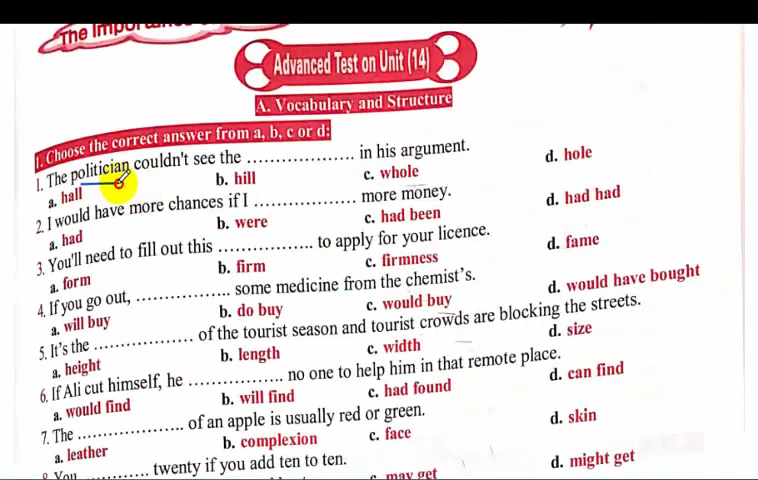 The
Advanced Test on Unit (14)
A. Vocabulary and Structure
1. Choose the correct answer from a, b, c or d:
1. The politician couldn't see the ................... in his argument.
a. hall b. hill c. whole d. hole
2. I would have more chances if I ................... more money.
a. had b. were c. had been d. had had
3. You'll need to fill out this ................. to apply for your licence.
a. form b. firm c. firmness d. fame
4. If you go out, ................. some medicine from the chemist's.
a. will buy b. do buy c. would buy d. would have bought
5. It's the .................. of the tourist season and tourist crowds are blocking the streets.
a. height b. length c. width d. size
6. If Ali cut himself, he ................. no one to help him in that remote place.
a. would find b. will find c. had found d. can find
7. The ................... of an apple is usually red or green.
a. leather b. complexion c. face d. skin
8. You ........... twenty if you add ten to ten.
c. may get d. might get